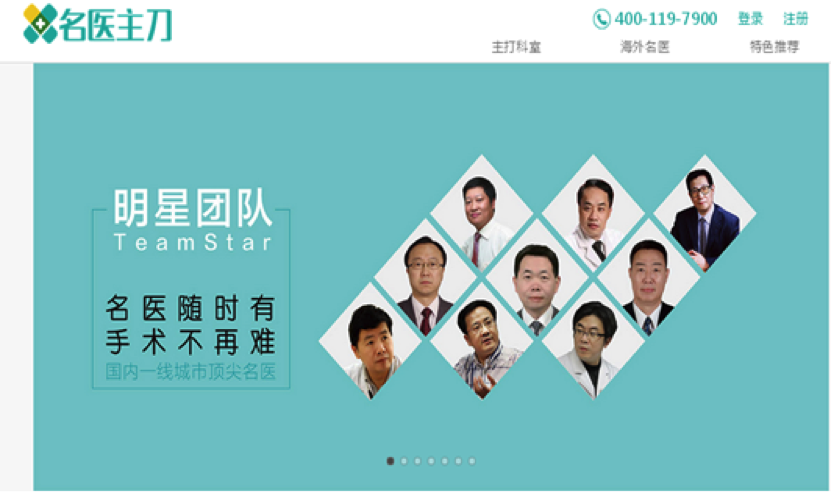 名医主刀
400-119-7900 登录 注册
主打科室 海外名医 特色推荐
明星团队
TeamStar
名医随时有
手术不再难
国内一线城市顶尖名医